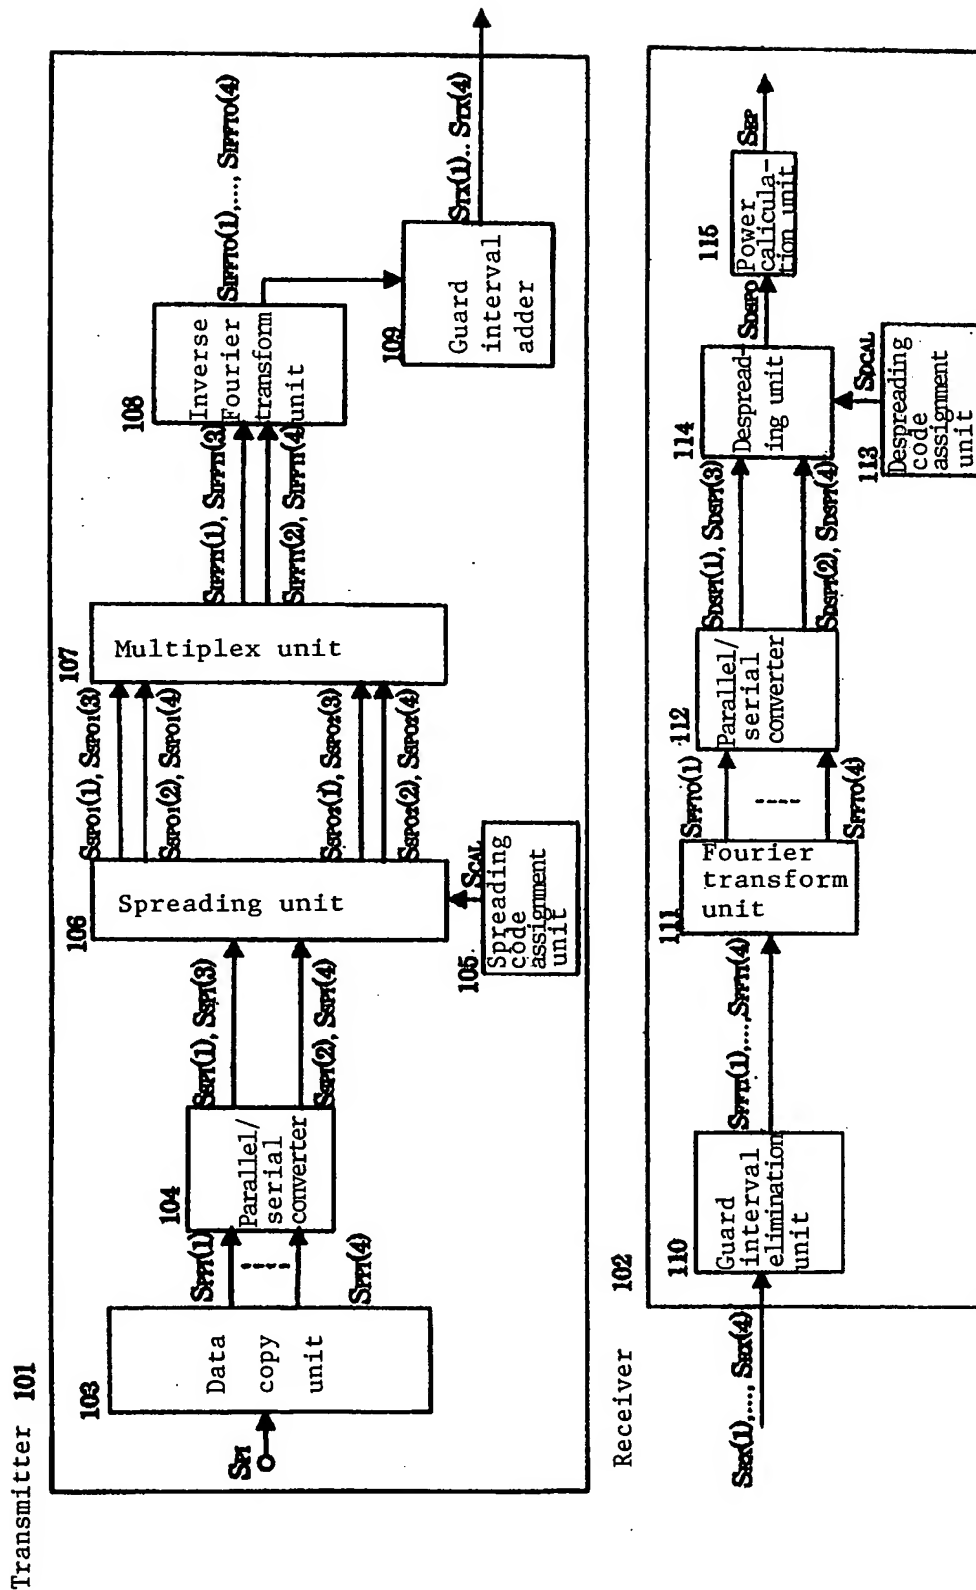 Transmitter 101
103
Data
copy
unit
SPI
SPPI(1)
SPPI(4)
104
Parallel/
serial
converter
SSPI(1), SSPI(3)
SSPI(2), SSPI(4)
106
Spreading unit
105
Spreading
code
assignment
unit
SCAL
SSPO1(1), SSPO1(3)
SSPO1(2), SSPO1(4)
SSPO2(1), SSPO2(3)
SSPO2(2), SSPO2(4)
107
Multiplex unit
SIFFTI(1), SIFFTI(3)
SIFFTI(2), SIFFTI(4)
108
Inverse
Fourier
transform
unit
SIFFTO(1),..., SIFFTO(4)
109
Guard
interval
adder
STX(1)..STX(4)
Receiver 102
SRX(1),..., SRX(4)
110
Guard
interval
elimination
unit
SFFTI(1),...,SFFTI(4)
111
Fourier
transform
unit
SFFTO(1)
SFFTO(4)
112
Parallel/
serial
converter
SDSPI(1), SDSPI(3)
SDSPI(2), SDSPI(4)
114
Despread-
ing unit
113
Despreading
code
assignment
unit
SDCAL
SDSPO
115
Power
calicula-
tion unit
SEP